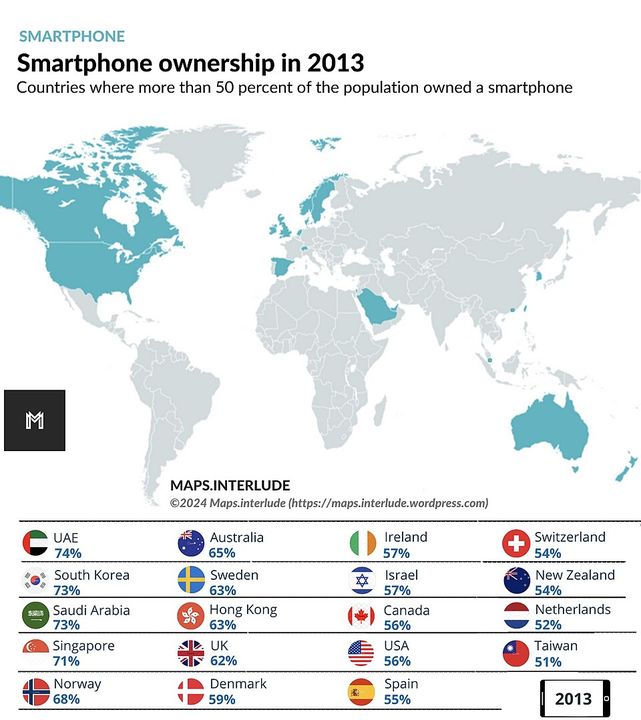 SMARTPHONE
Smartphone ownership in 2013
Countries where more than 50 percent of the population owned a smartphone
M
MAPS.INTERLUDE
©2024 Maps.interlude (https://maps.interlude.wordpress.com)
UAE
74%
Australia
65%
Ireland
57%
Switzerland
54%
South Korea
73%
Sweden
63%
Israel
57%
New Zealand
54%
Saudi Arabia
73%
Hong Kong
63%
Canada
56%
Netherlands
52%
Singapore
71%
UK
62%
USA
56%
Taiwan
51%
Norway
68%
Denmark
59%
Spain
55%
2013